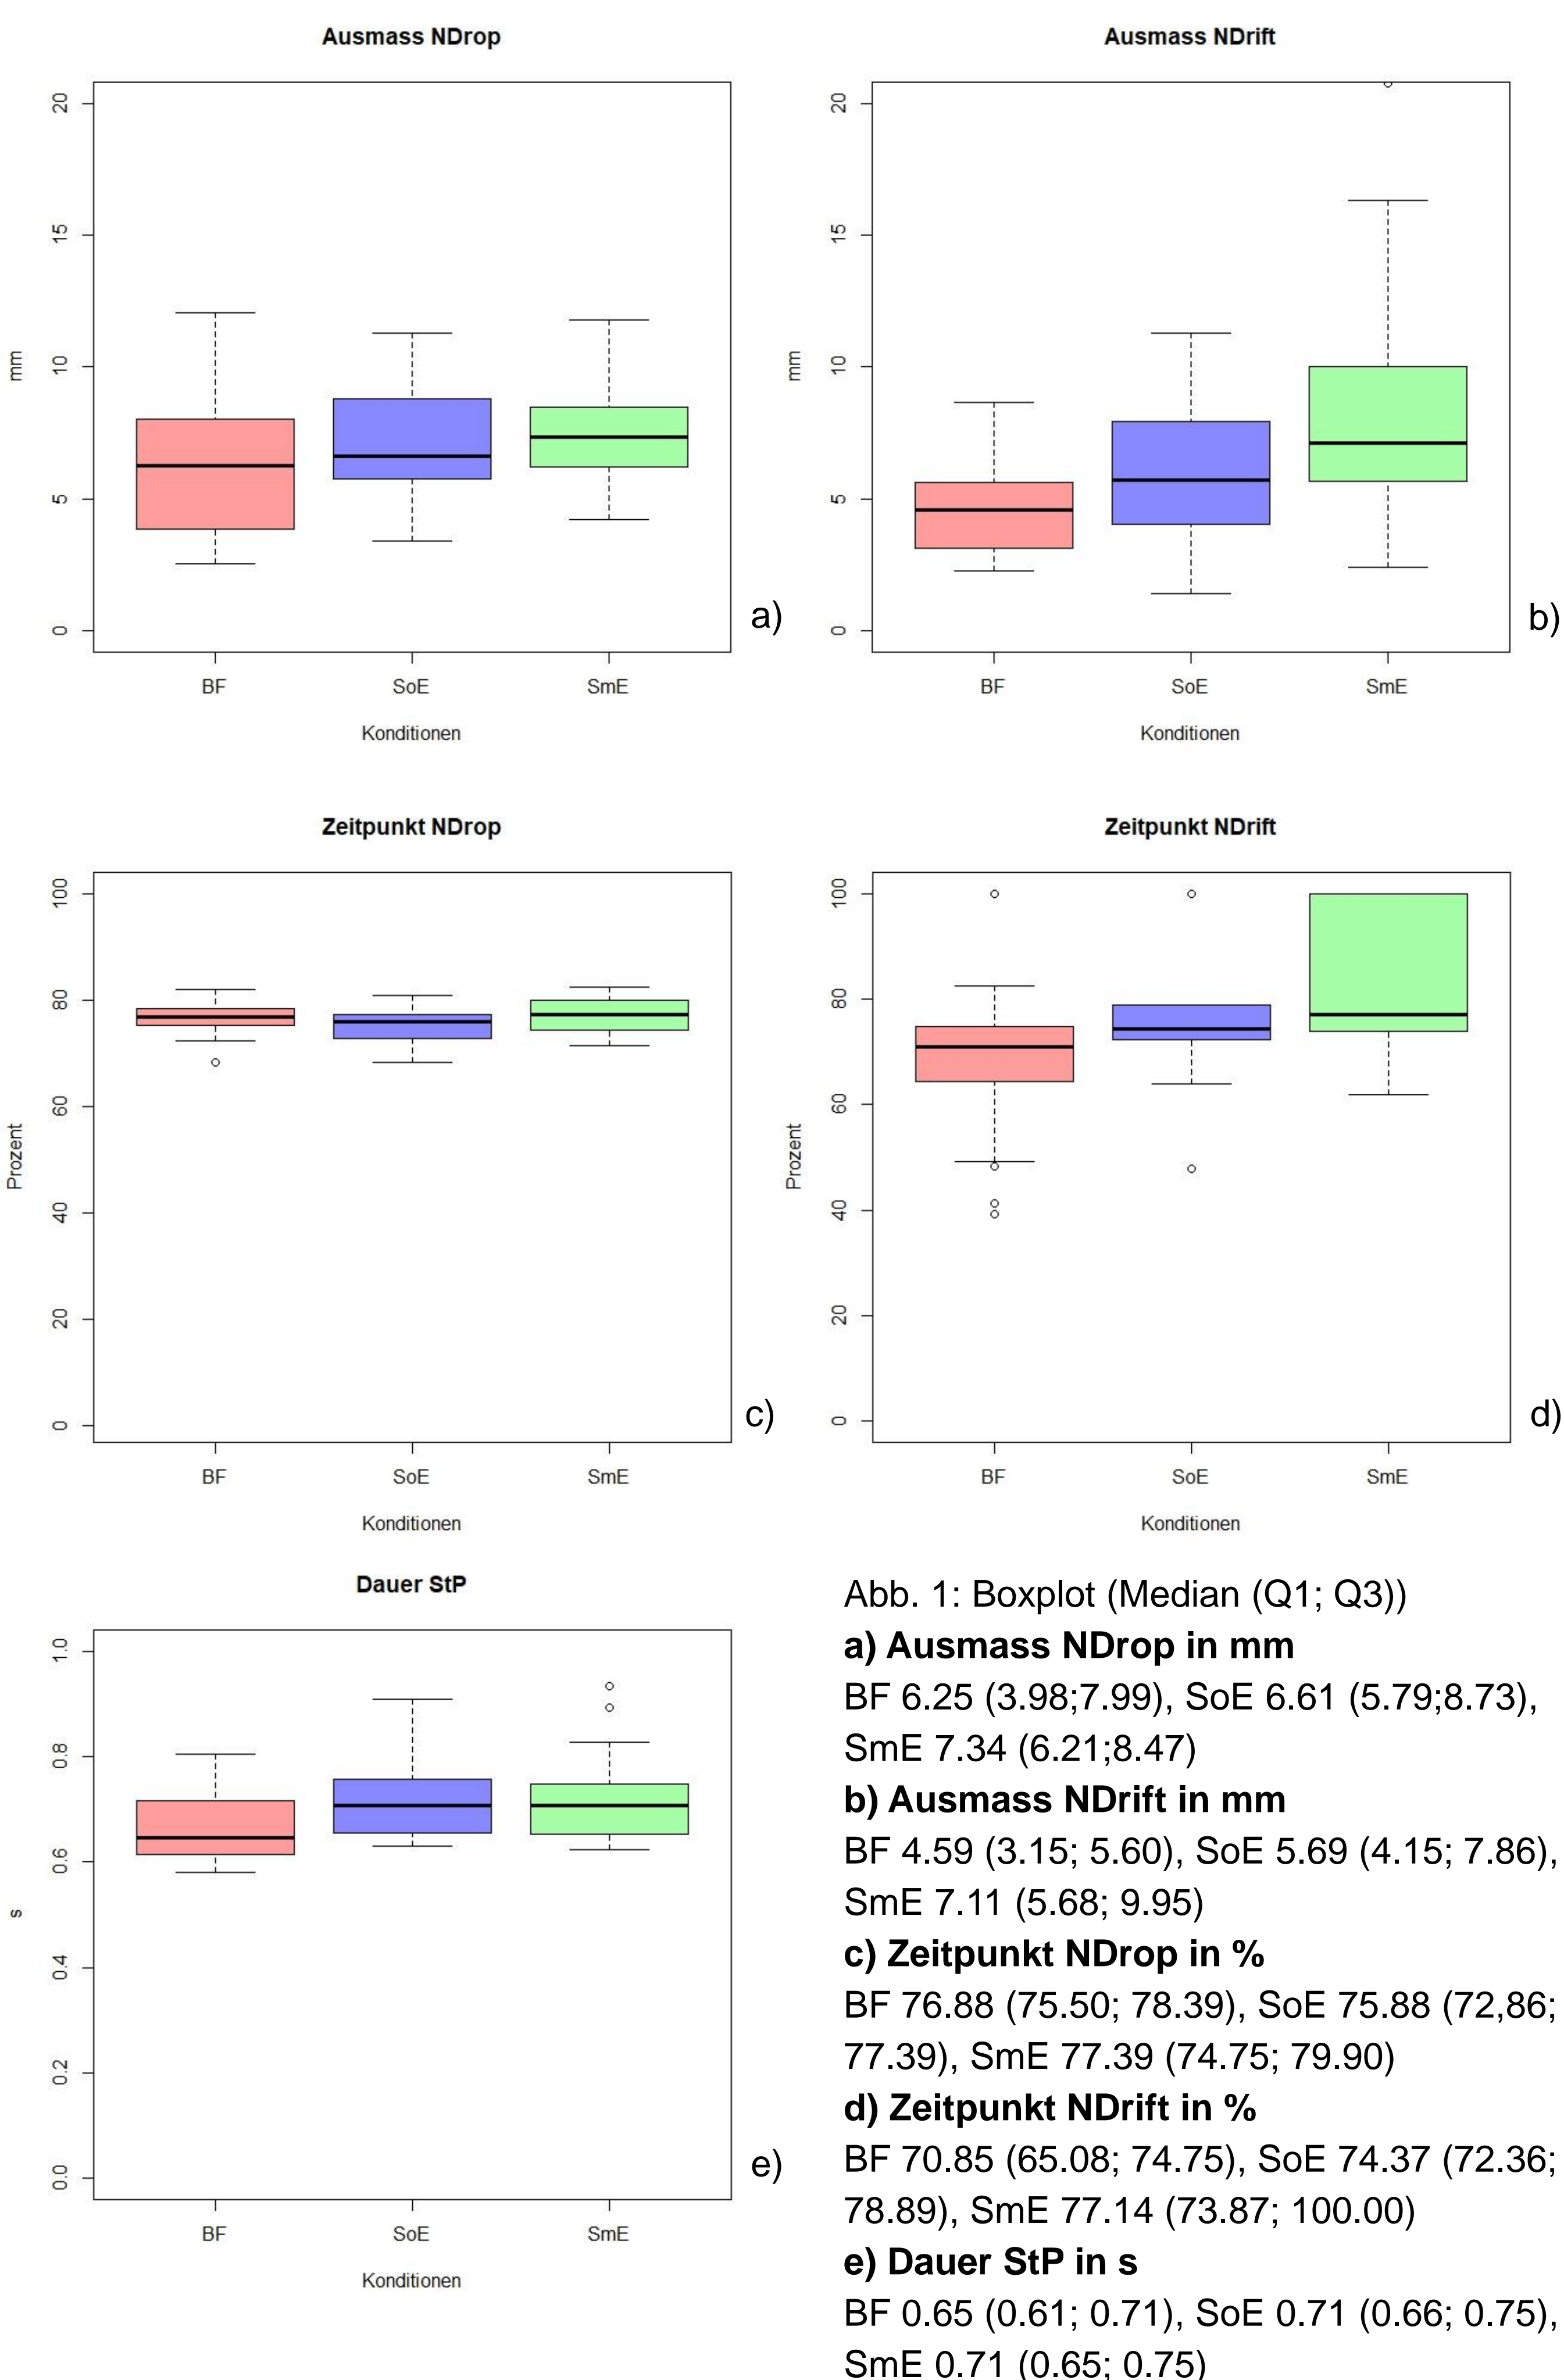 Ausmass NDrop
20
15
10
5
0
mm
BF SoE SmE
Konditionen
a)
Ausmass NDrift
20
15
10
5
0
mm
BF SoE SmE
Konditionen
b)
Zeitpunkt NDrop
100
80
60
40
20
0
Prozent
BF SoE SmE
Konditionen
c)
Zeitpunkt NDrift
100
80
60
40
20
0
Prozent
BF SoE SmE
Konditionen
d)
Dauer StP
1.0
0.8
0.6
0.4
0.2
0.0
s
BF SoE SmE
Konditionen
e)
Abb. 1: Boxplot (Median (Q1; Q3))
a) Ausmass NDrop in mm
BF 6.25 (3.98;7.99), SoE 6.61 (5.79;8.73),
SmE 7.34 (6.21;8.47)
b) Ausmass NDrift in mm
BF 4.59 (3.15; 5.60), SoE 5.69 (4.15; 7.86),
SmE 7.11 (5.68; 9.95)
c) Zeitpunkt NDrop in %
BF 76.88 (75.50; 78.39), SoE 75.88 (72,86;
77.39), SmE 77.39 (74.75; 79.90)
d) Zeitpunkt NDrift in %
BF 70.85 (65.08; 74.75), SoE 74.37 (72.36;
78.89), SmE 77.14 (73.87; 100.00)
e) Dauer StP in s
BF 0.65 (0.61; 0.71), SoE 0.71 (0.66; 0.75),
SmE 0.71 (0.65; 0.75)